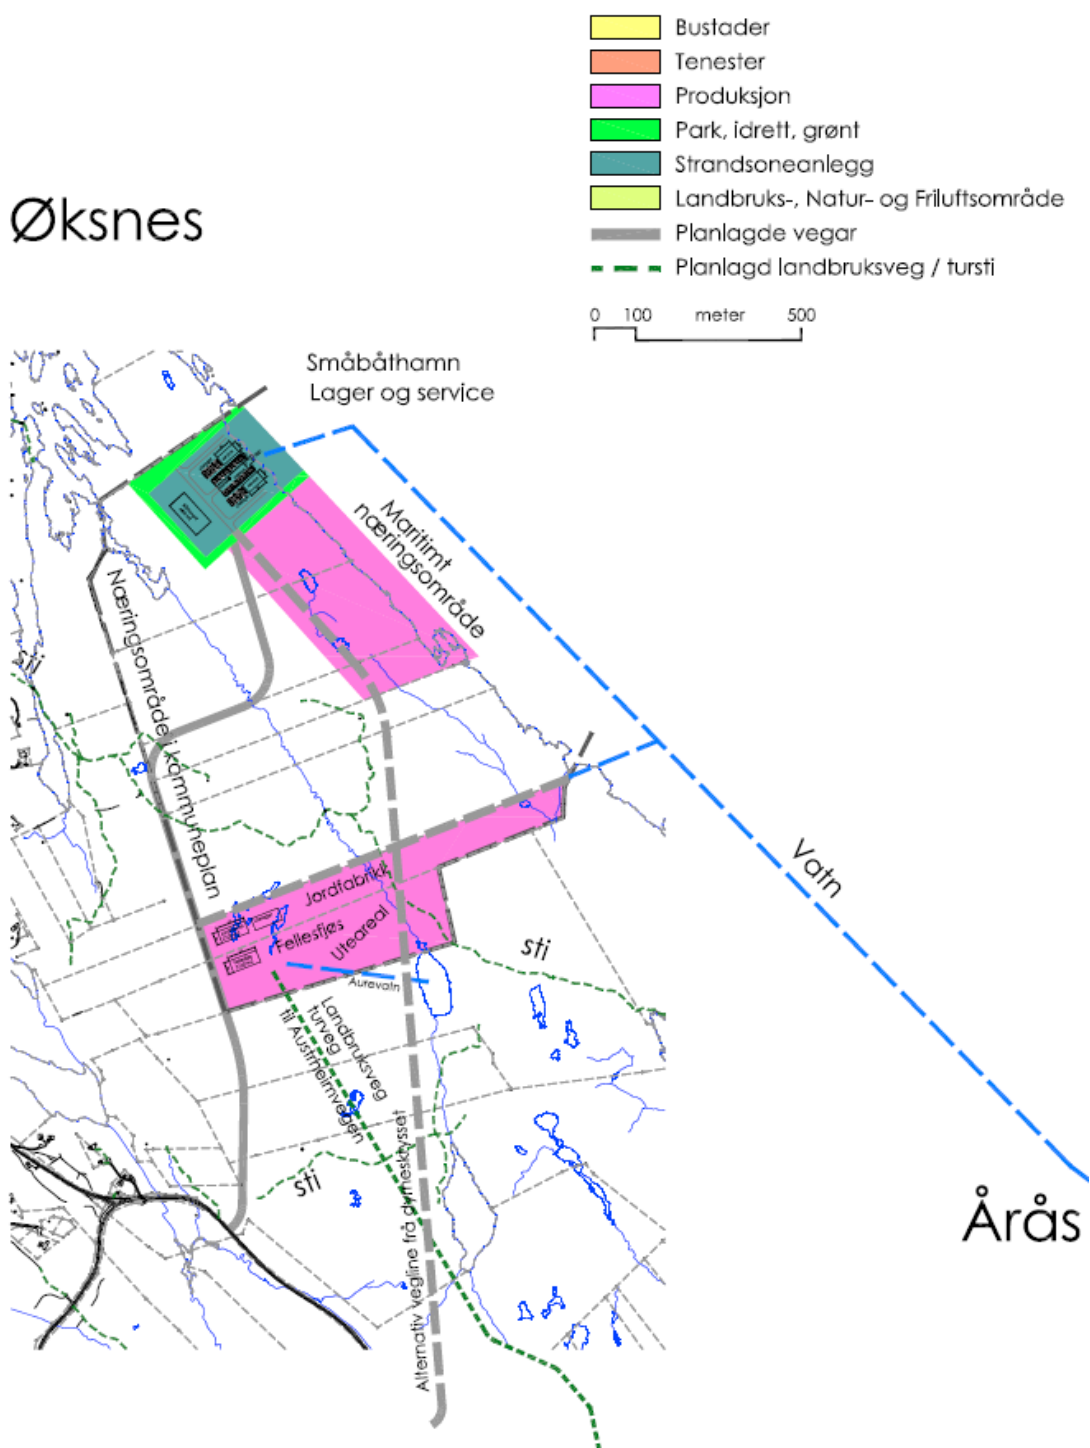 Bustader
Tenester
Produksjon
Park, idrett, grønt
Strandsoneanlegg
Landbruks-, Natur- og Friluftsområde
Planlagde vegar
Planlagd landbruksveg / tursti
0 100 meter 500
Øksnes
Småbåthamn
Lager og service
Maritimt
næringsområde
Næringsområde i kommuneplan
sti
Vatn
Jordfabrikk
Fellesfjøs
Uteareal
sti
Aurevatn
Landbruksveg
turveg
til Austrheimvegen
sti
Alternativ vegline frå
Årås